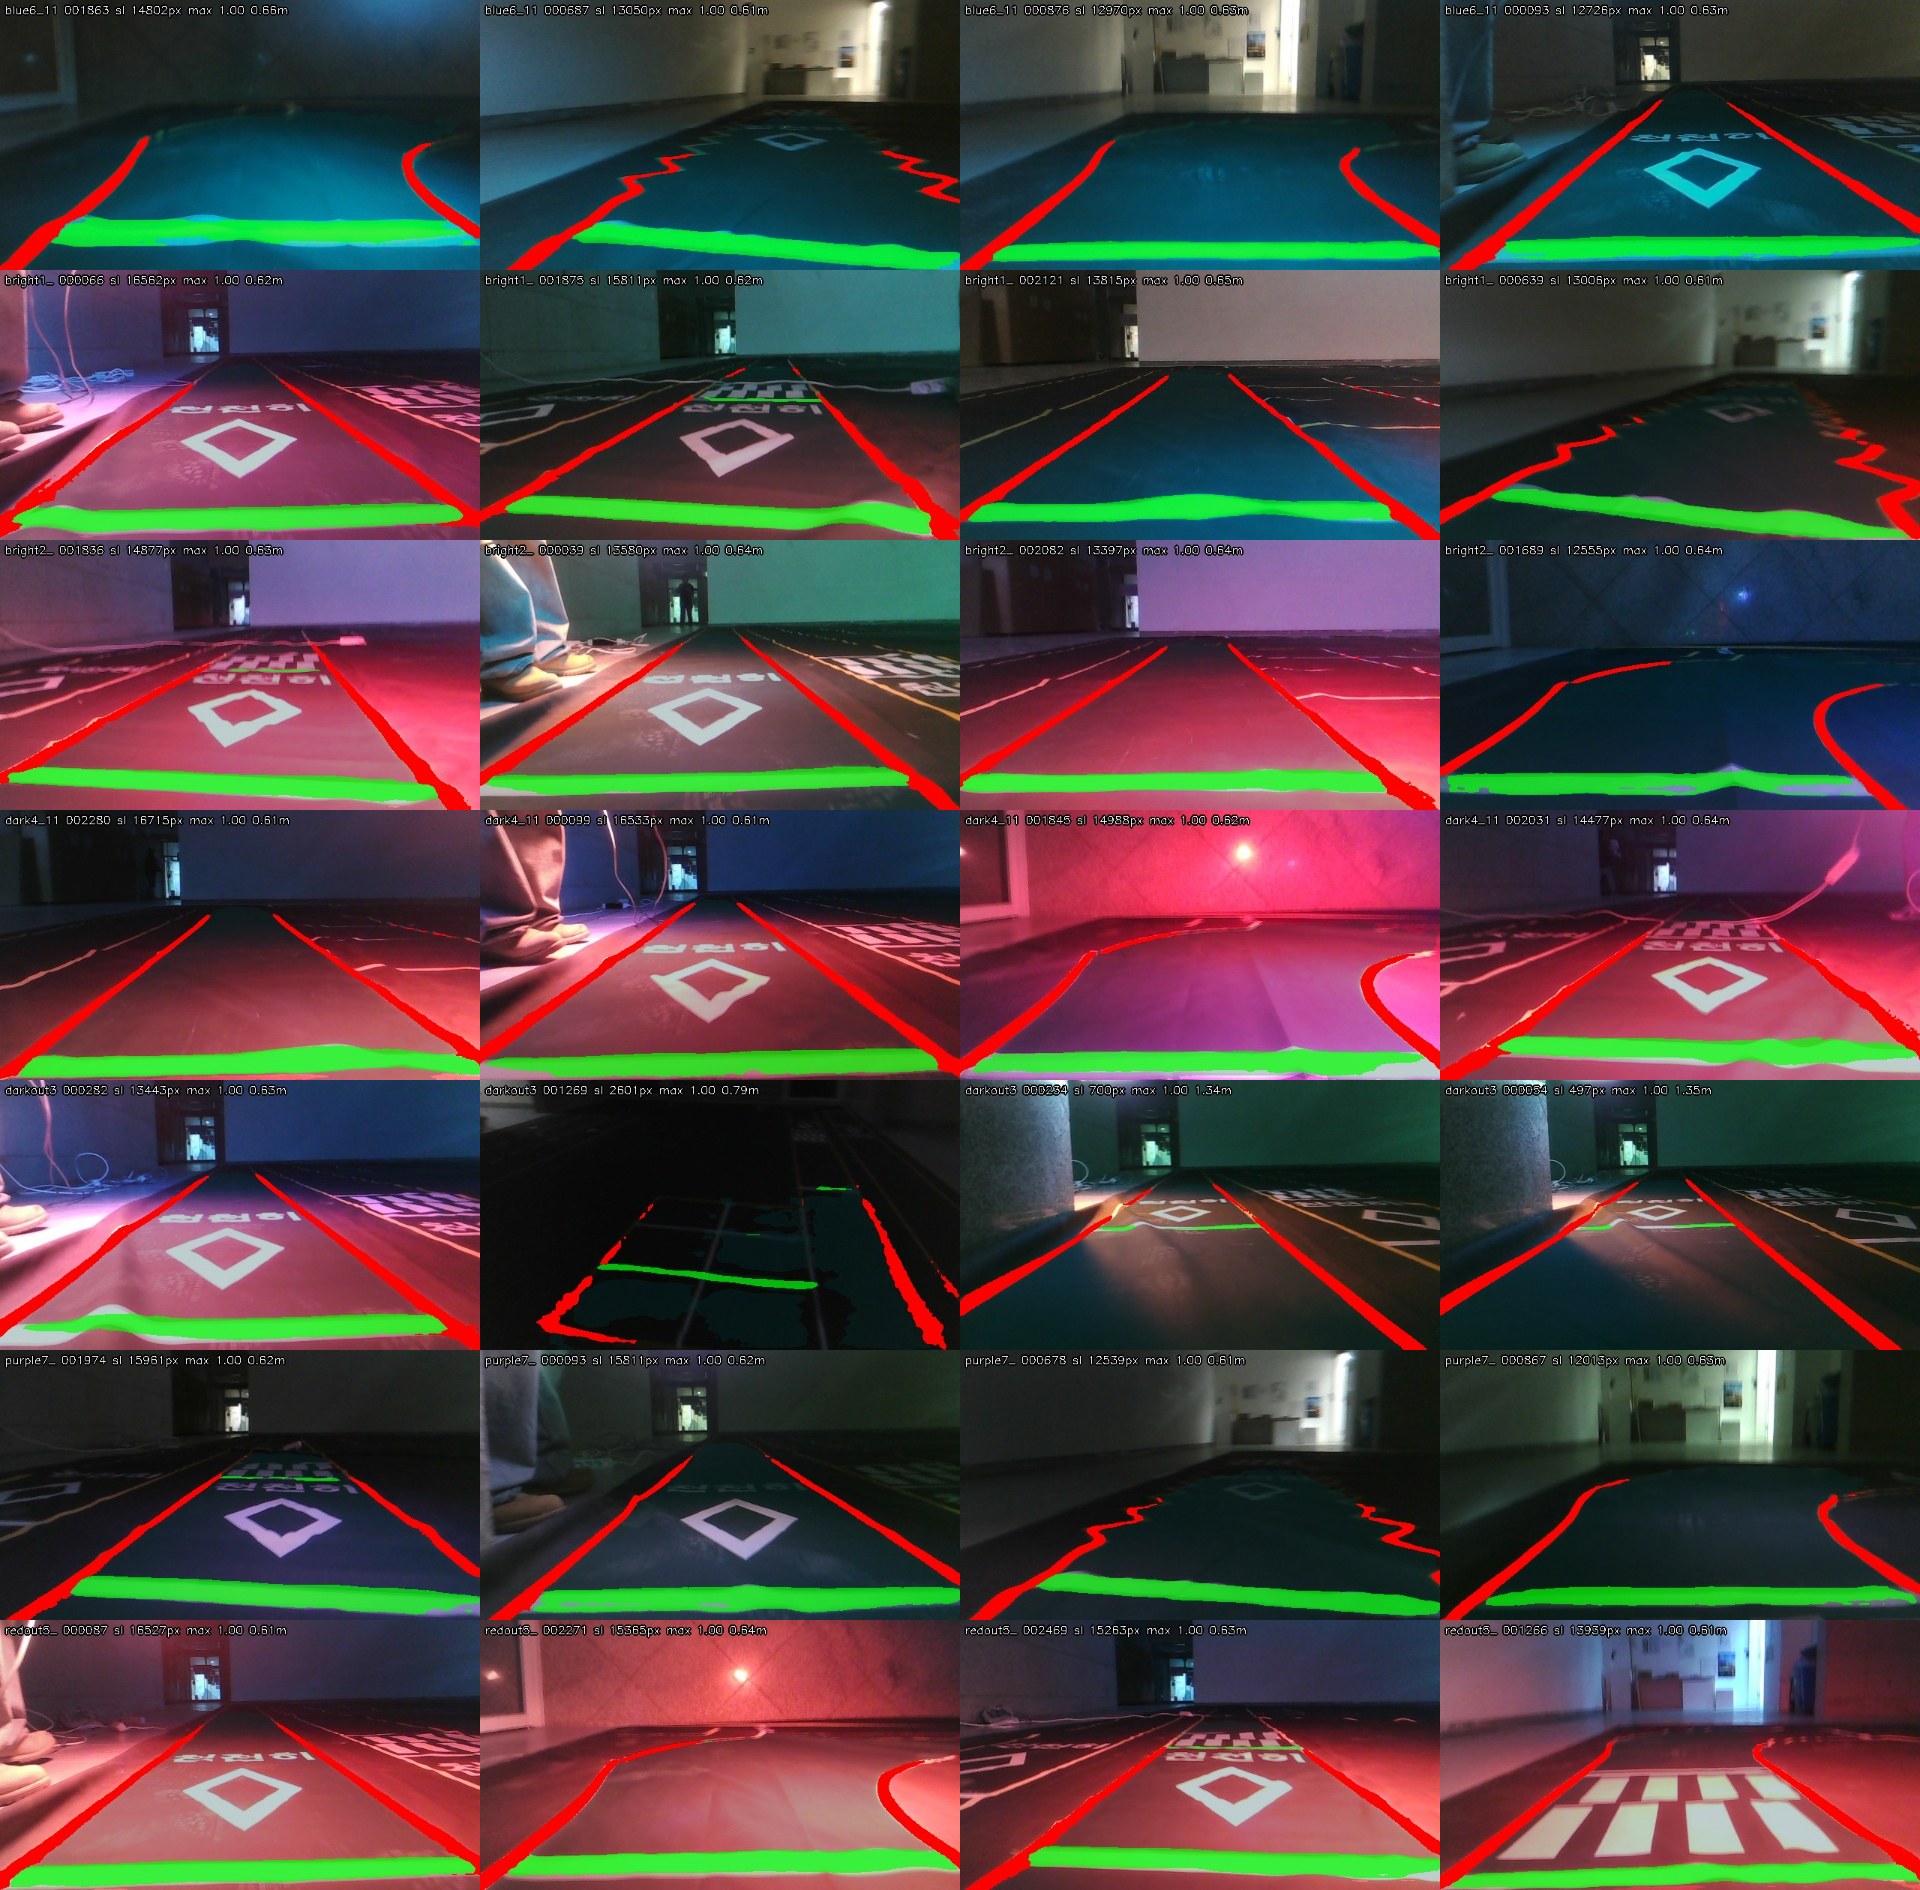 blue6_11 001863 sl 14802px max 1.00 0.66m
blue6_11 000687 sl 13050px max 1.00 0.61m
blue6_11 000876 sl 12970px max 1.00 0.63m
blue6_11 000093 sl 12726px max 1.00 0.63m
bright1_ 000066 sl 16562px max 1.00 0.62m
bright1_ 001875 sl 15811px max 1.00 0.62m
bright1_ 002121 sl 13815px max 1.00 0.65m
bright1_ 000639 sl 13006px max 1.00 0.61m
bright2_ 001836 sl 14877px max 1.00 0.63m
bright2_ 000039 sl 13580px max 1.00 0.64m
bright2_ 002082 sl 13397px max 1.00 0.64m
bright2_ 001689 sl 12555px max 1.00 0.64m
dark4_11 002280 sl 16715px max 1.00 0.61m
dark4_11 000099 sl 16533px max 1.00 0.61m
dark4_11 001845 sl 14988px max 1.00 0.62m
dark4_11 002031 sl 14477px max 1.00 0.64m
darkout3 000282 sl 13443px max 1.00 0.63m
darkout3 001269 sl 2601px max 1.00 0.79m
darkout3 000234 sl 700px max 1.00 1.34m
darkout3 000054 sl 497px max 1.00 1.35m
purple7_ 001974 sl 15961px max 1.00 0.62m
purple7_ 000093 sl 15811px max 1.00 0.62m
purple7_ 000678 sl 12539px max 1.00 0.61m
purple7_ 000867 sl 12013px max 1.00 0.63m
redout5_ 000087 sl 16527px max 1.00 0.61m
redout5_ 002271 sl 15365px max 1.00 0.64m
redout5_ 002469 sl 15263px max 1.00 0.63m
redout5_ 001266 sl 13939px max 1.00 0.61m